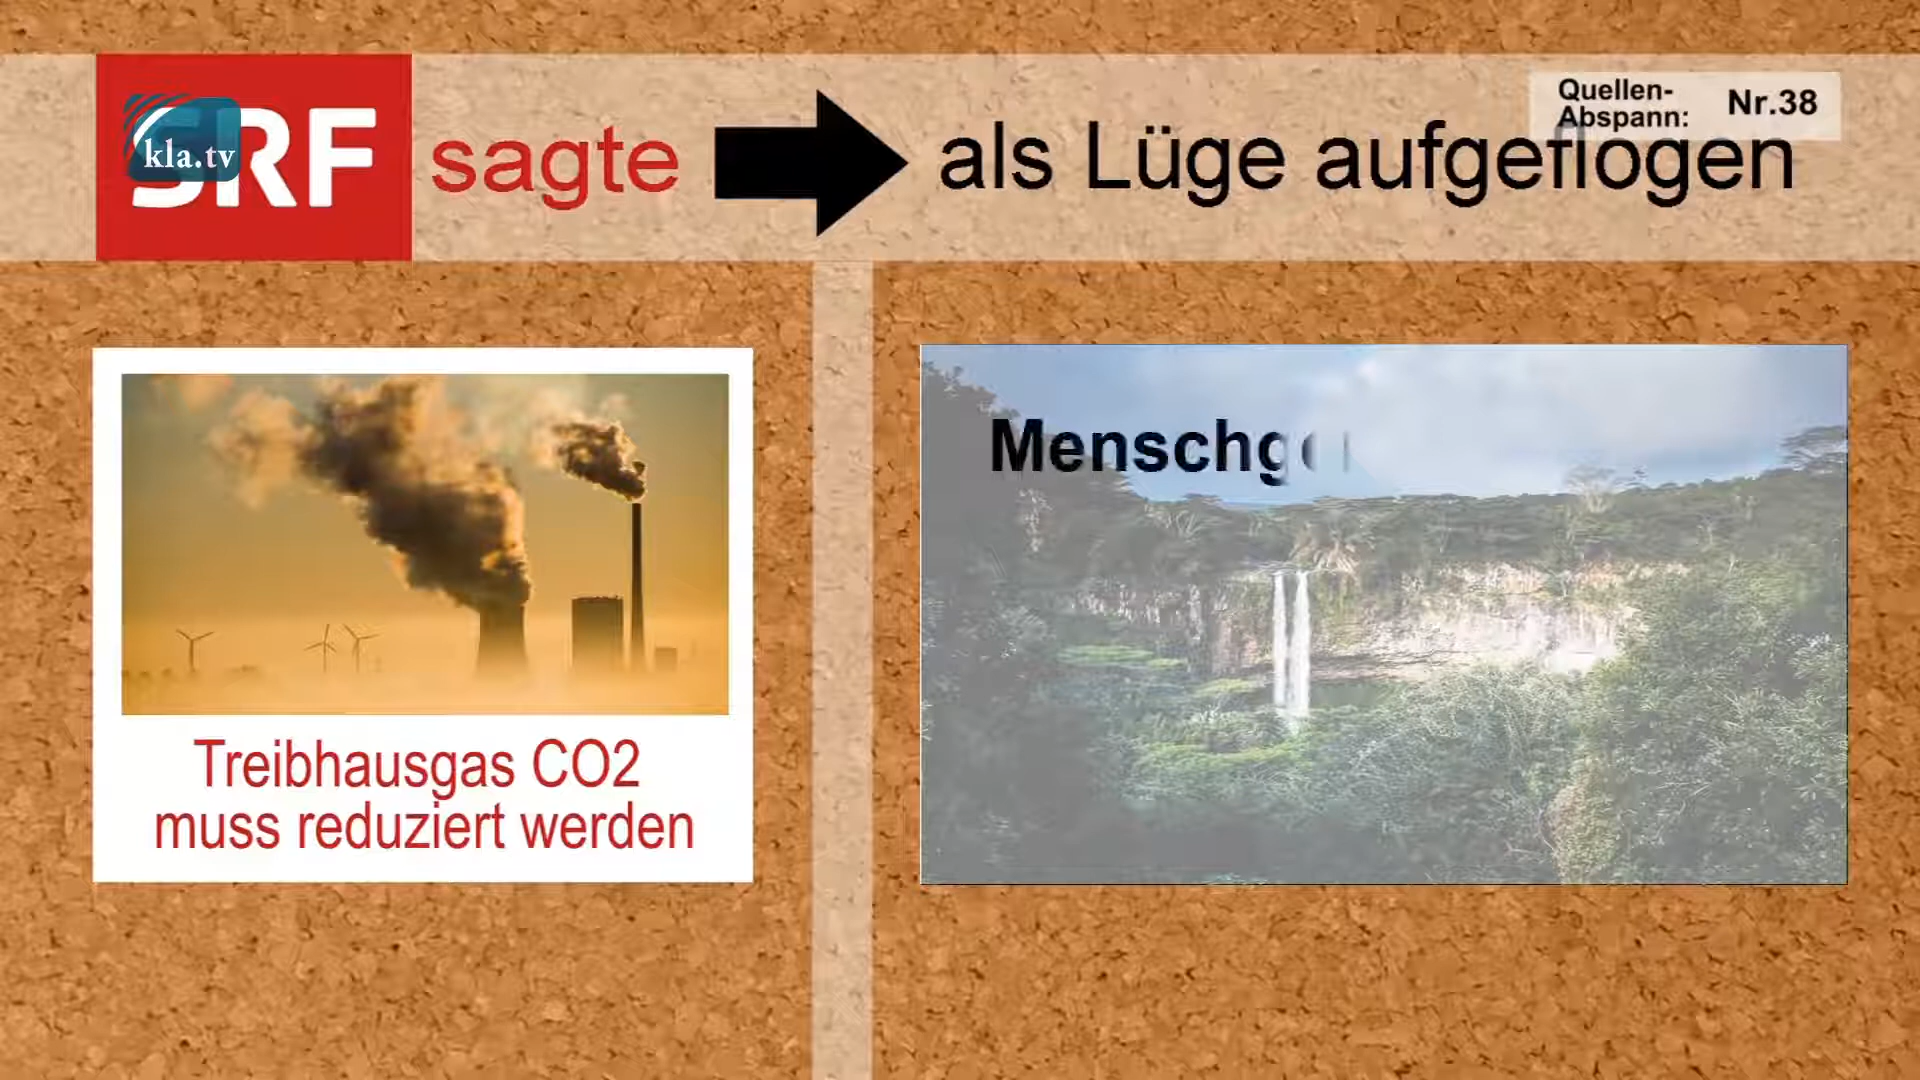 SRF sagte als Lüge aufgeflogen
kla.tv
Quellen-
Abspann: Nr.38
Treibhausgas CO2
muss reduziert werden